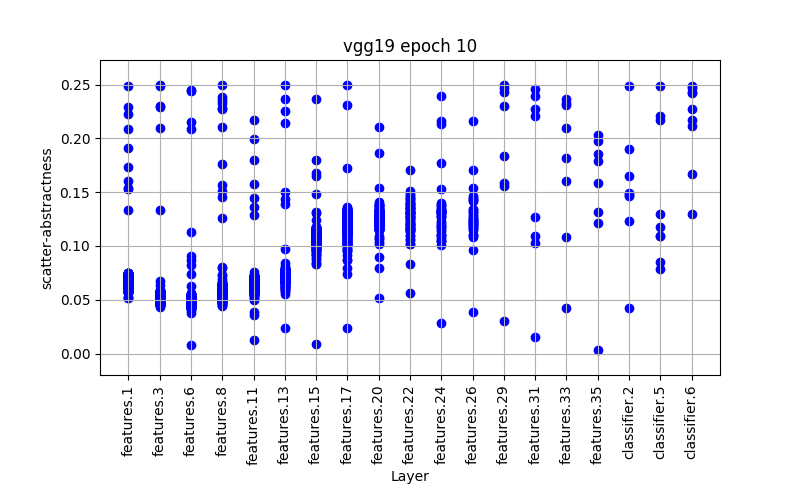 vgg19 epoch 10
scatter-abstractness
0.25
0.20
0.15
0.10
0.05
0.00
features.1
features.3
features.6
features.8
features.11
features.13
features.15
features.17
features.20
features.22
features.24
features.26
features.29
features.31
features.33
features.35
classifier.2
classifier.5
classifier.6
Layer